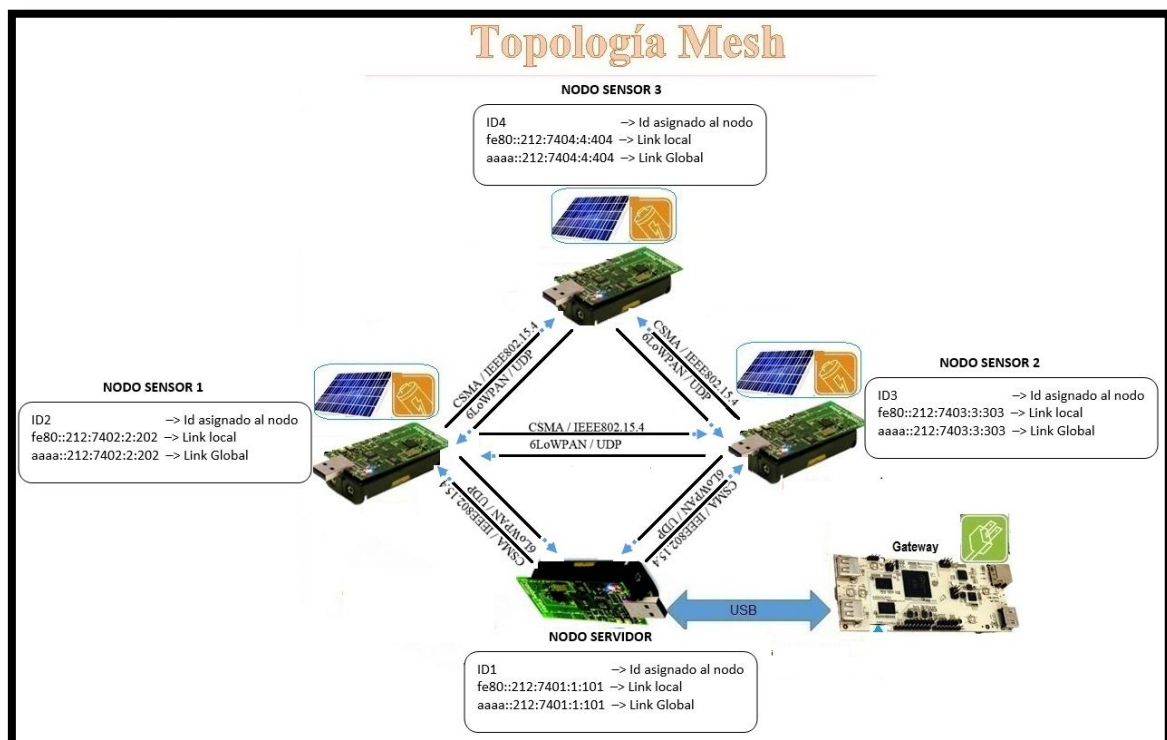 Topología Mesh
NODO SENSOR 3
ID4 –> Id asignado al nodo
fe80::212:7404:4:404 –> Link local
aaaa::212:7404:4:404 –> Link Global
CSMA / IEEE802.15.4
6LoWPAN / UDP
CSMA / IEEE802.15.4
6LoWPAN / UDP
NODO SENSOR 1
ID2 –> Id asignado al nodo
fe80::212:7402:2:202 –> Link local
aaaa::212:7402:2:202 –> Link Global
NODO SENSOR 2
ID3 –> Id asignado al nodo
fe80::212:7403:3:303 –> Link local
aaaa::212:7403:3:303 –> Link Global
CSMA / IEEE802.15.4
6LoWPAN / UDP
6LoWPAN / UDP
CSMA / IEEE802.15.4
6LoWPAN / UDP
CSMA / IEEE802.15.4
Gateway
USB
NODO SERVIDOR
ID1 –> Id asignado al nodo
fe80::212:7401:1:101 –> Link local
aaaa::212:7401:1:101 –> Link Global